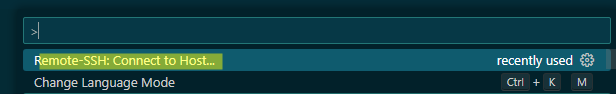 >
Remote-SSH: Connect to Host... recently used
Change Language Mode Ctrl + K M